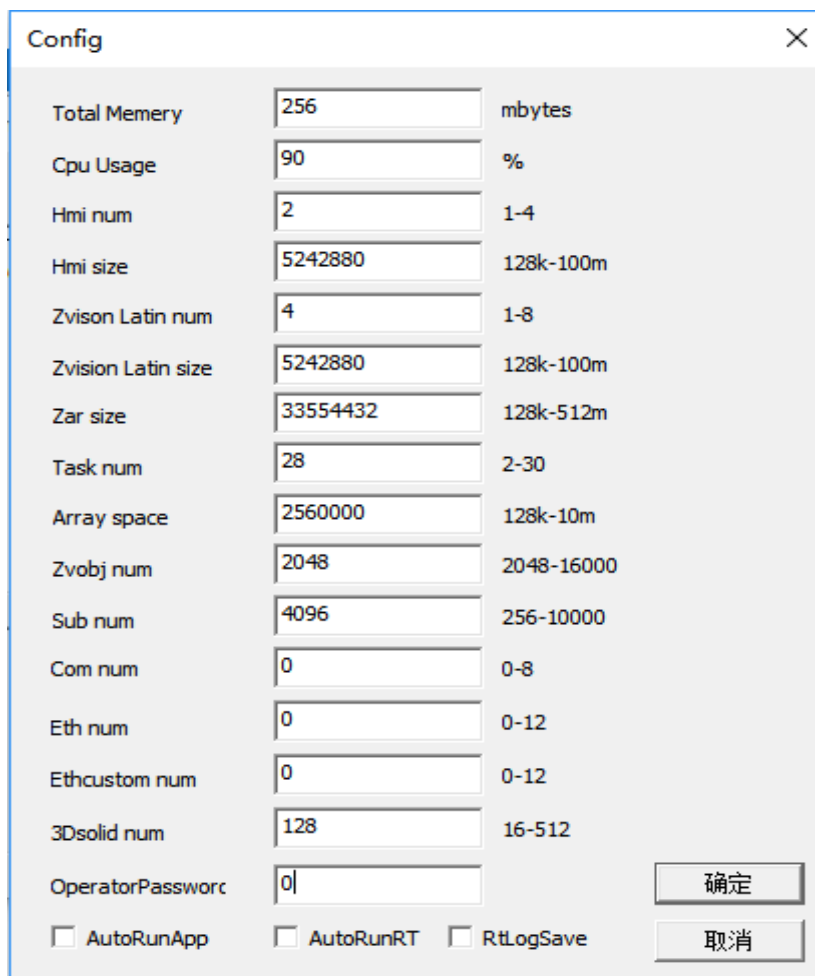 Config
Total Memery 256 mbytes
Cpu Usage 90 %
Hmi num 2 1-4
Hmi size 5242880 128k-100m
Zvison Latin num 4 1-8
Zvision Latin size 5242880 128k-100m
Zar size 33554432 128k-512m
Task num 28 2-30
Array space 2560000 128k-10m
Zvobj num 2048 2048-16000
Sub num 4096 256-10000
Com num 0 0-8
Eth num 0 0-12
Ethcustom num 0 0-12
3Dsolid num 128 16-512
OperatorPassworc 0 确定
AutoRunApp AutoRunRT RtLogSave 取消